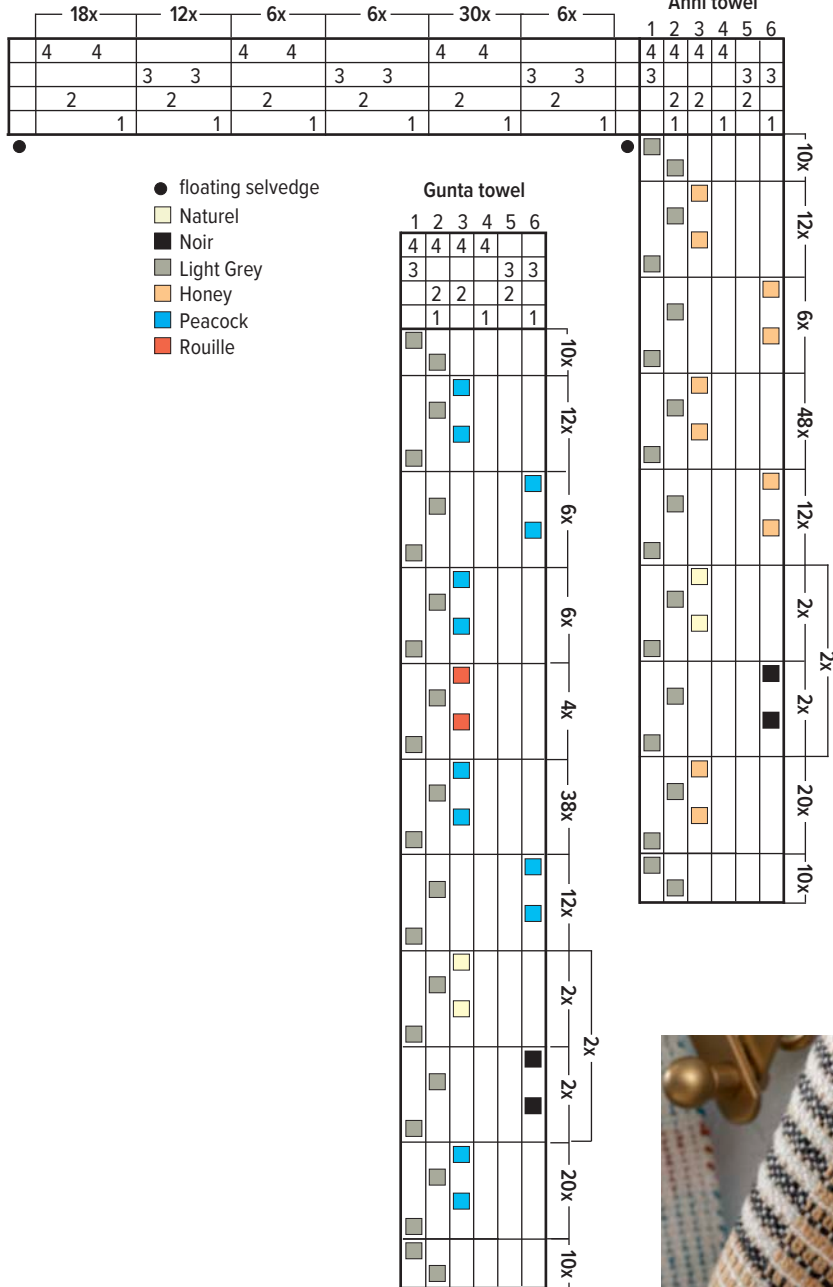 Anni towel
18x 12x 6x 6x 30x 6x
1 2 3 4 5 6
4 4 4 4 4 4 4 4 4 4
3 3 3 3 3 3 3 3 3
2 2 2 2 2 2 2 2 2
1 1 1 1 1 1 1 1 1
floating selvedge
Naturel
Noir
Light Grey
Honey
Peacock
Rouille
Gunta towel
1 2 3 4 5 6
4 4 4 4
3 3 3
2 2 2
1 1 1
10x
12x
6x
6x
4x
38x
12x
2x
2x
2x
20x
10x
10x
12x
6x
48x
12x
2x
2x
2x
20x
10x